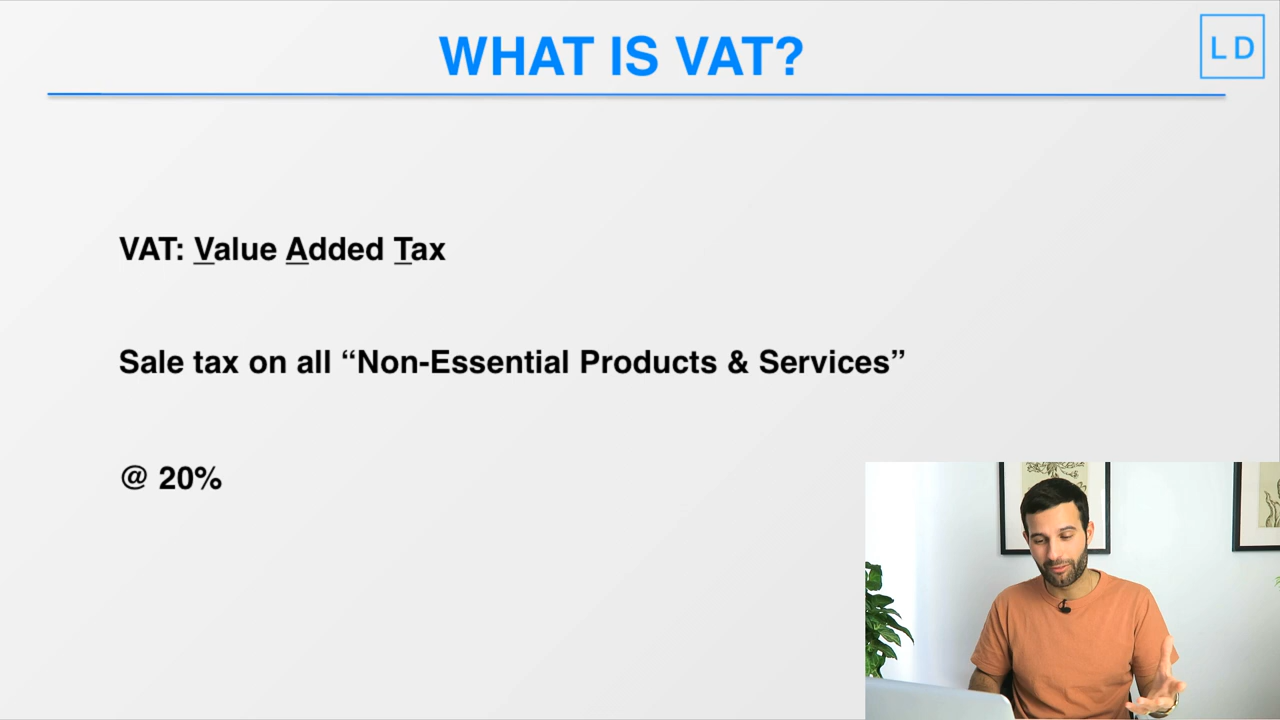 WHAT IS VAT?
LD
VAT: Value Added Tax
Sale tax on all “Non-Essential Products & Services”
@ 20%